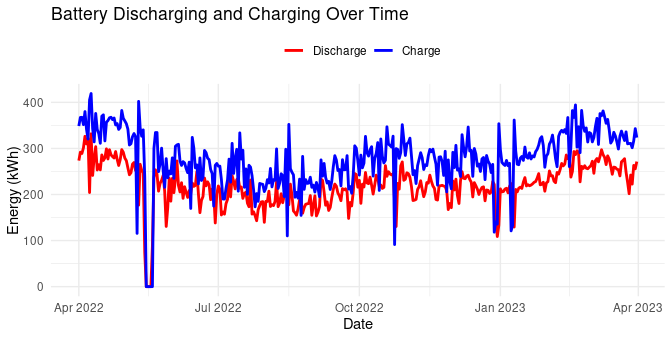 Battery Discharging and Charging Over Time
Discharge Charge
400
300
200
100
0
Energy (kWh)
Apr 2022 Jul 2022 Oct 2022 Jan 2023 Apr 2023
Date